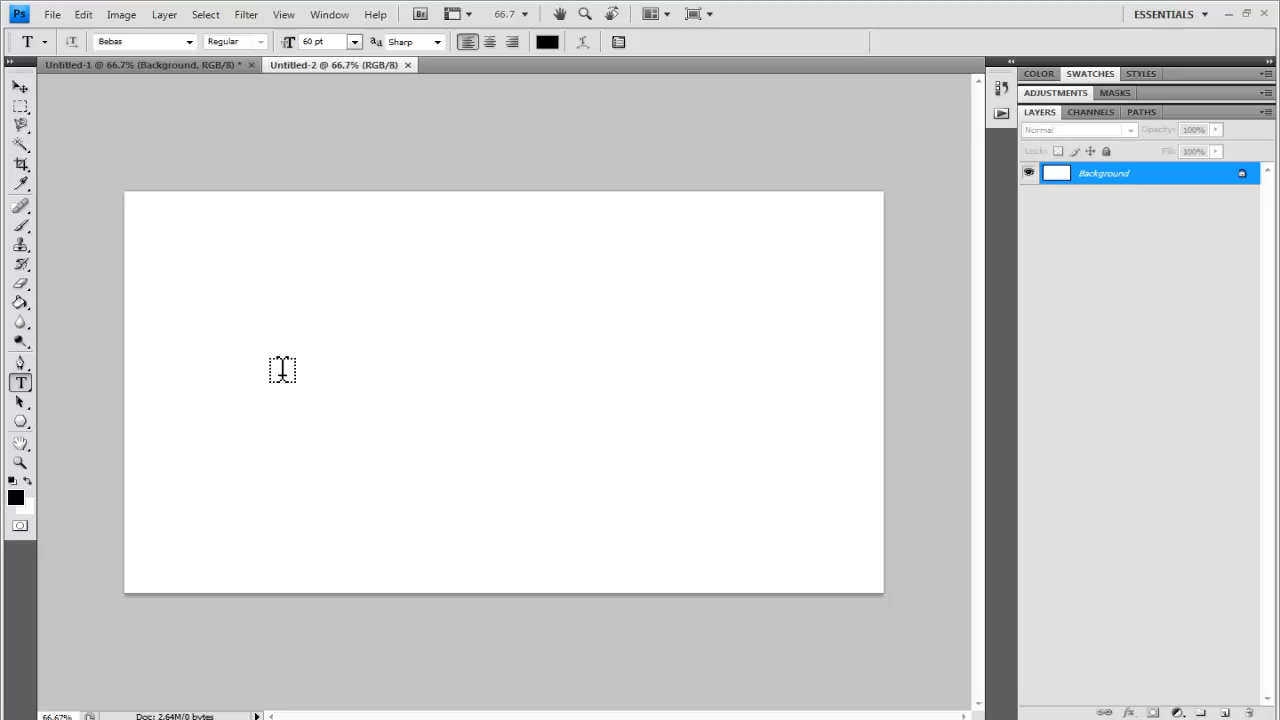 Ps File Edit Image Layer Select Filter View Window Help Br 66.7 ESSENTIALS
T Bebas Regular 60 pt aa Sharp
Untitled-1 @ 66.7% (Background, RGB/8) * × Untitled-2 @ 66.7% (RGB/8) ×
COLOR SWATCHES STYLES
ADJUSTMENTS MASKS
LAYERS CHANNELS PATHS
Normal Opacity: 100%
Lock: Fill: 100%
Background
T
66.67% Doc: 2.64M/0 bytes
fx